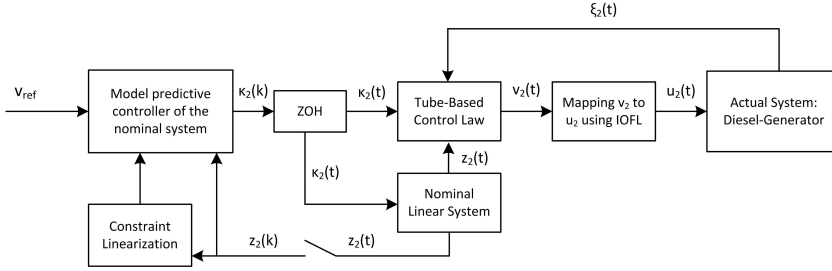 ξ₂(t)
v_ref
Model predictive
controller of the
nominal system
κ₂(k)
ZOH
κ₂(t)
Tube-Based
Control Law
v₂(t)
Mapping v₂ to
u₂ using IOFL
u₂(t)
Actual System:
Diesel-Generator
κ₂(t)
z₂(t)
Nominal
Linear System
Constraint
Linearization
z₂(k)
z₂(t)